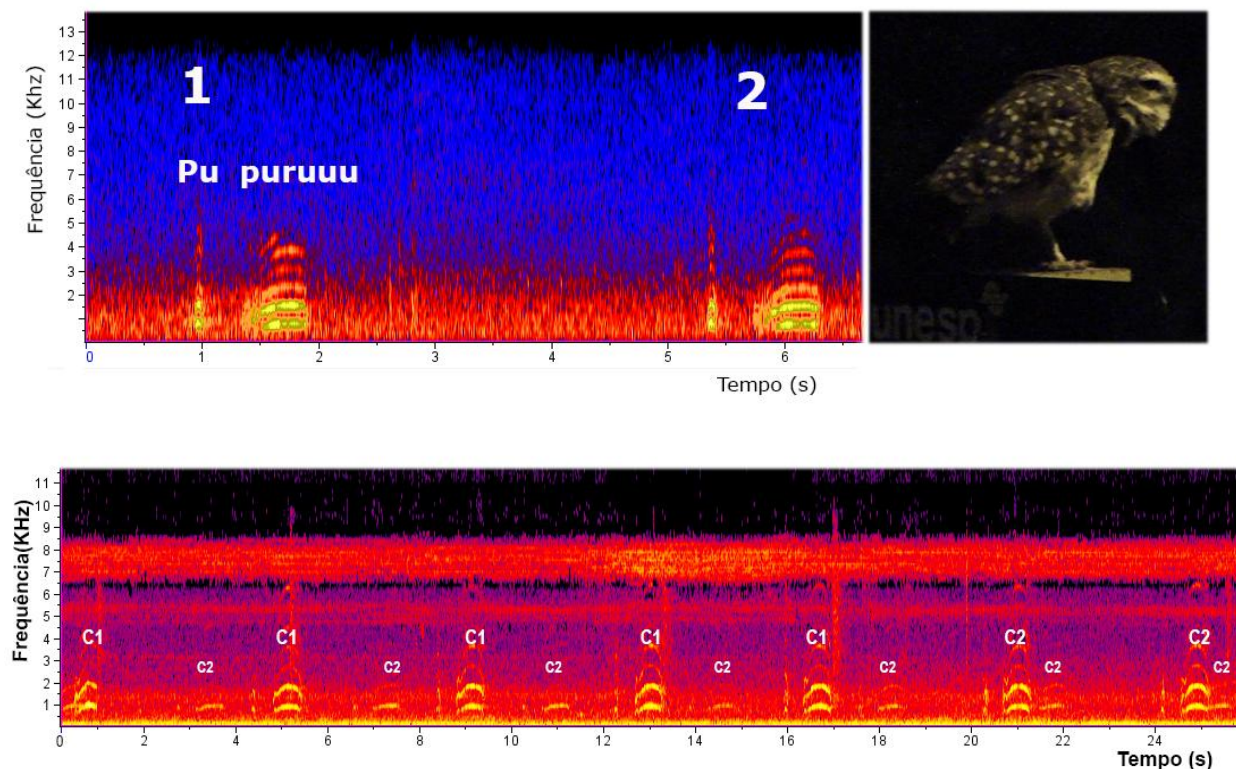 Frequência (Khz)
13
12
11
10
9
8
7
6
5
4
3
2
1
2
Pu puruuu
0 1 2 3 4 5 6
Tempo (s)
unesp
Frequência(KHz)
11
10
9
8
7
6
5
4
3
2
1
C1 C1 C1 C1 C1 C2 C2
C2 C2 C2 C2 C2 C2 C2
0 2 4 6 8 10 12 14 16 18 20 22 24
Tempo (s)